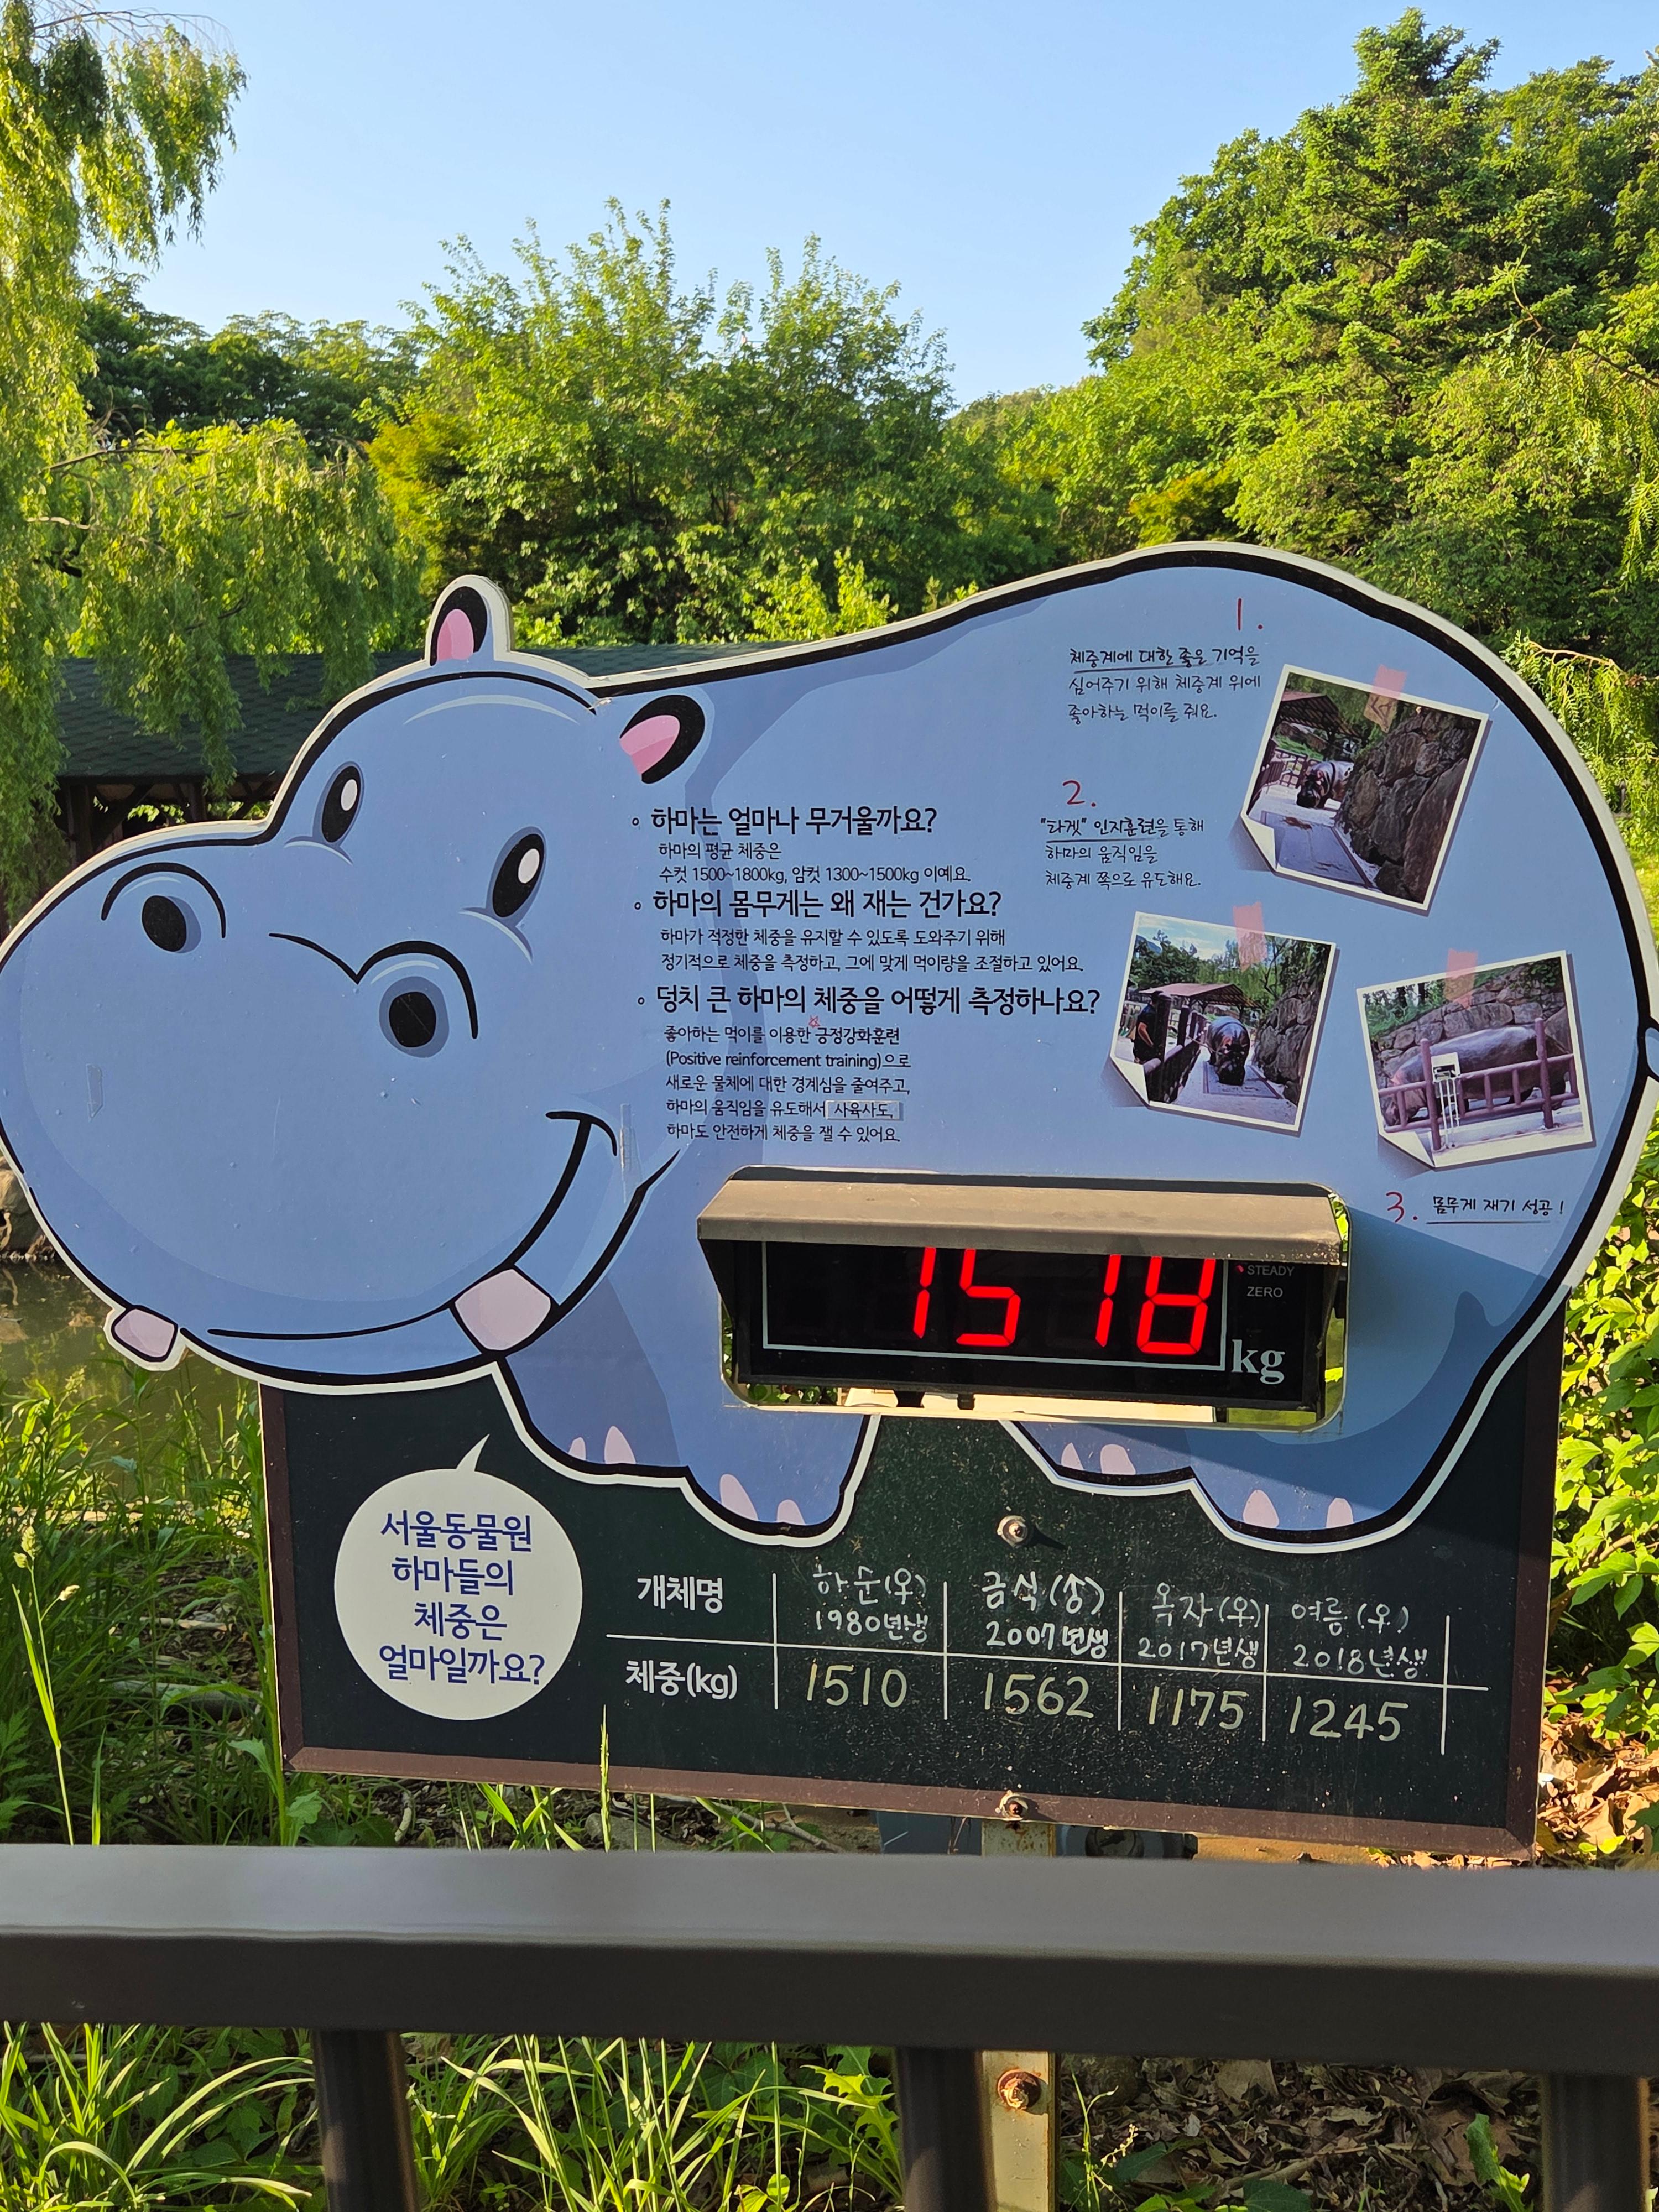 1.
체중계에 대한 좋은 기억을
심어주기 위해 체중계 위에
좋아하는 먹이를 줘요.
2.
"타겟" 인지훈련을 통해
하마의 움직임을
체중계 쪽으로 유도해요.
◦ 하마는 얼마나 무거울까요?
하마의 평균 체중은
수컷 1500~1800kg, 암컷 1300~1500kg 이예요.
◦ 하마의 몸무게는 왜 재는 건가요?
하마가 적정한 체중을 유지할 수 있도록 도와주기 위해
정기적으로 체중을 측정하고, 그에 맞게 먹이량을 조절하고 있어요.
◦ 덩치 큰 하마의 체중을 어떻게 측정하나요?
좋아하는 먹이를 이용한 긍정강화훈련
(Positive reinforcement training)으로
새로운 물체에 대한 경계심을 줄여주고,
하마의 움직임을 유도해서 사육사도,
하마도 안전하게 체중을 잴 수 있어요.
3. 몸무게 재기 성공!
1518 kg
STEADY
ZERO
서울동물원
하마들의
체중은
얼마일까요?
개체명 하순(우) 금식(숑) 옥자(우) 여름(우)
1980년생 2007년생 2017년생 2018년생
체중(kg) 1510 1562 1175 1245